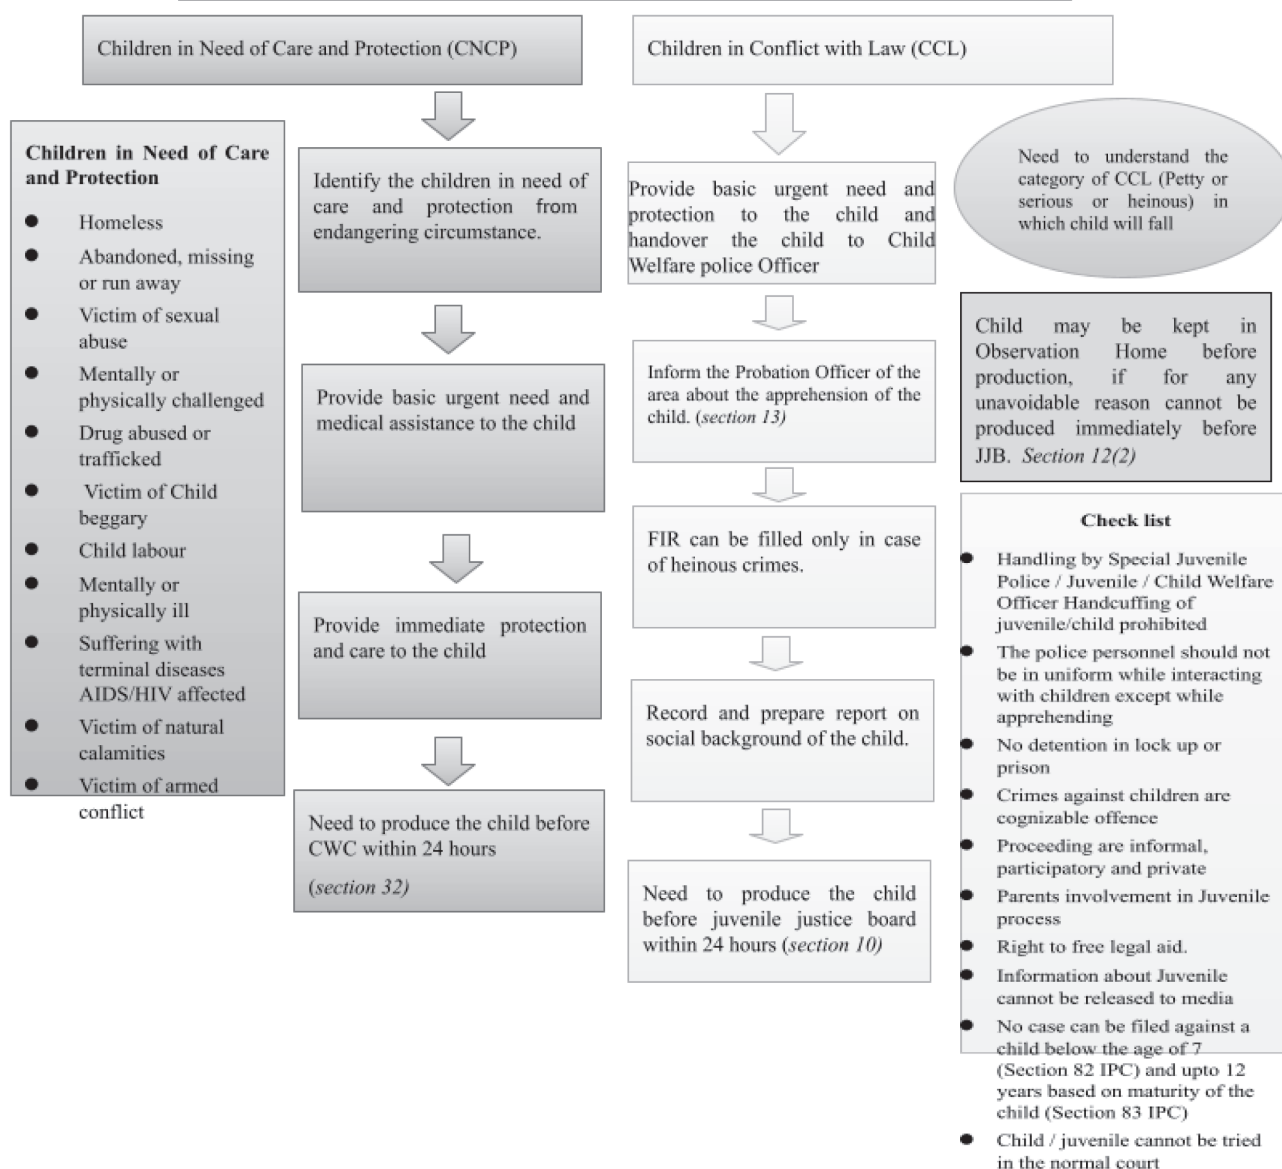 Children in Need of Care and Protection (CNCP)
Children in Need of Care
and Protection
● Homeless
● Abandoned, missing
or run away
● Victim of sexual
abuse
● Mentally or
physically challenged
● Drug abused or
trafficked
● Victim of Child
beggary
● Child labour
● Mentally or
physically ill
● Suffering with
terminal diseases
AIDS/HIV affected
● Victim of natural
calamities
● Victim of armed
conflict
Identify the children in need of
care and protection from
endangering circumstance.
Provide basic urgent need and
medical assistance to the child
Provide immediate protection
and care to the child
Need to produce the child before
CWC within 24 hours
(section 32)
Children in Conflict with Law (CCL)
Provide basic urgent need and
protection to the child and
handover the child to Child
Welfare police Officer
Inform the Probation Officer of the
area about the apprehension of the
child. (section 13)
FIR can be filled only in case
of heinous crimes.
Record and prepare report on
social background of the child.
Need to produce the child
before juvenile justice board
within 24 hours (section 10)
Need to understand the
category of CCL (Petty or
serious or heinous) in
which child will fall
Child may be kept in
Observation Home before
production, if for any
unavoidable reason cannot be
produced immediately before
JJB. Section 12(2)
Check list
● Handling by Special Juvenile
Police / Juvenile / Child Welfare
Officer Handcuffing of
juvenile/child prohibited
● The police personnel should not
be in uniform while interacting
with children except while
apprehending
● No detention in lock up or
prison
● Crimes against children are
cognizable offence
● Proceeding are informal,
participatory and private
● Parents involvement in Juvenile
process
● Right to free legal aid.
● Information about Juvenile
cannot be released to media
● No case can be filed against a
child below the age of 7
(Section 82 IPC) and upto 12
years based on maturity of the
child (Section 83 IPC)
● Child / juvenile cannot be tried
in the normal court